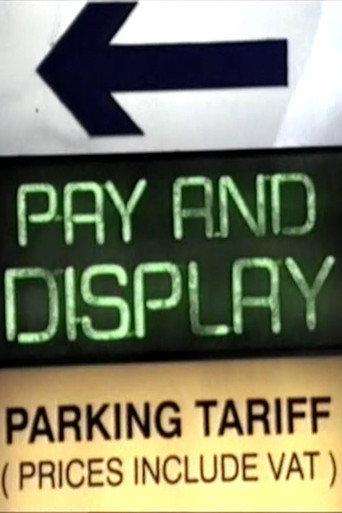 PAY AND
DISPLAY
PARKING TARIFF
( PRICES INCLUDE VAT )